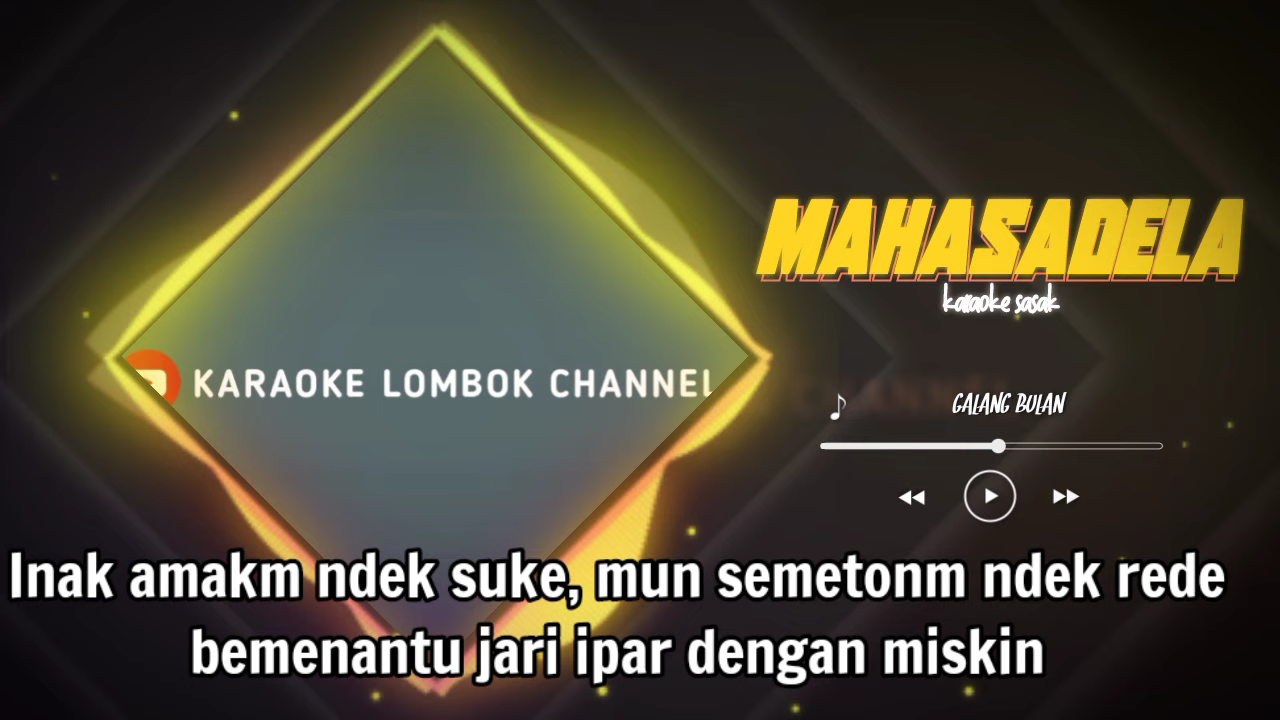 MAHASADELA
karaoke sasak
KARAOKE LOMBOK CHANNEL
GALANG BULAN
Inak amakm ndek suke, mun semetonm ndek rede
bemenantu jari ipar dengan miskin